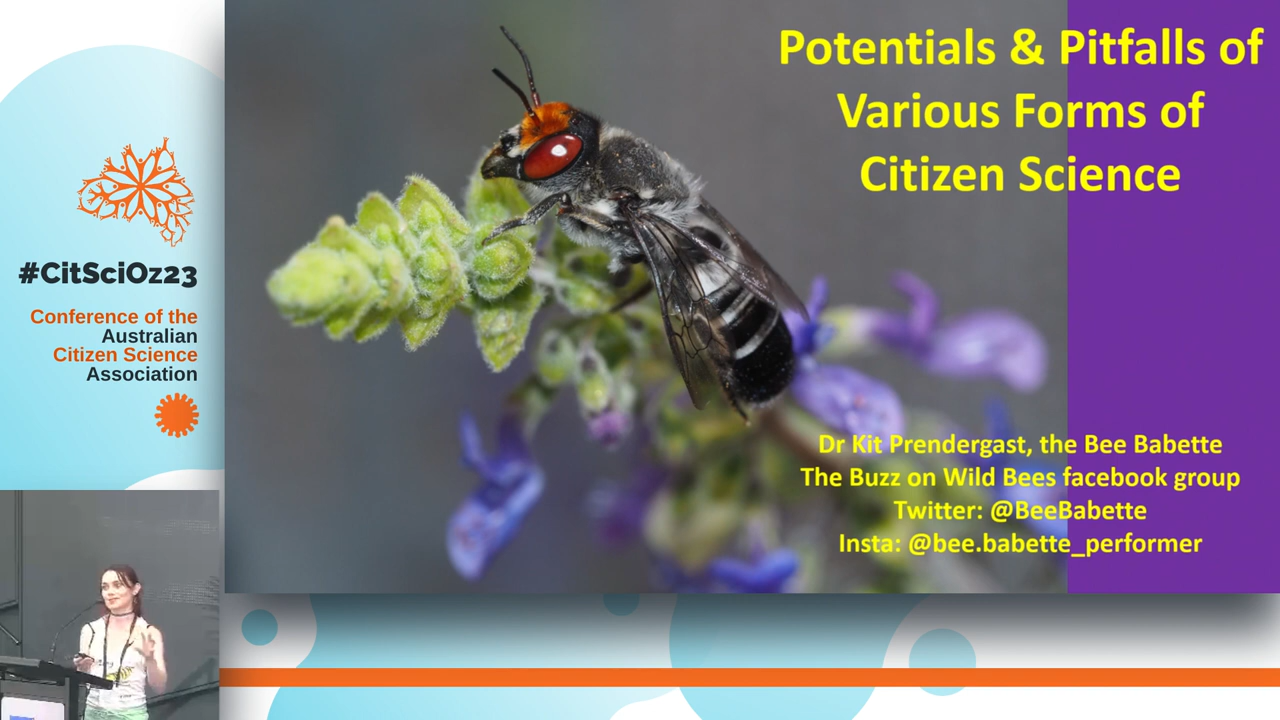 #CitSciOz23
Conference of the
Australian
Citizen Science
Association
Potentials & Pitfalls of
Various Forms of
Citizen Science
Dr Kit Prendergast, the Bee Babette
The Buzz on Wild Bees facebook group
Twitter: @BeeBabette
Insta: @bee.babette_performer